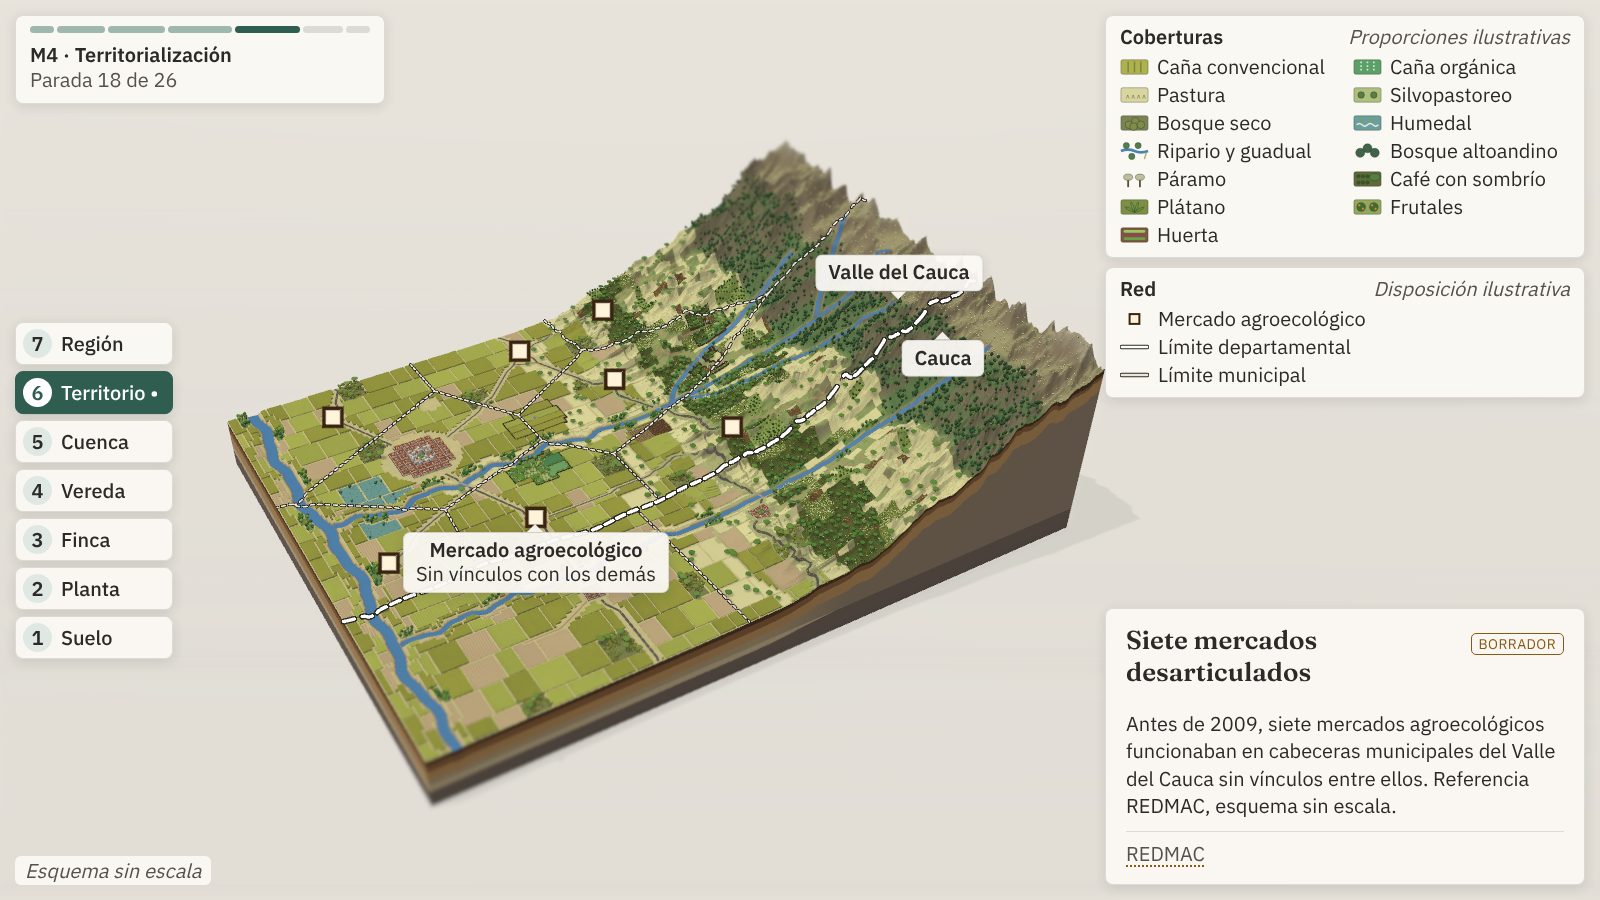 M4 · Territorialización
Parada 18 de 26
Coberturas
Proporciones ilustrativas
Caña convencional
Caña orgánica
Pastura
Silvopastoreo
Bosque seco
Humedal
Ripario y guadual
Bosque altoandino
Páramo
Café con sombrío
Plátano
Frutales
Huerta
Red
Disposición ilustrativa
Mercado agroecológico
Límite departamental
Límite municipal
Valle del Cauca
Cauca
7 Región
6 Territorio •
5 Cuenca
4 Vereda
3 Finca
2 Planta
1 Suelo
Mercado agroecológico
Sin vínculos con los demás
Siete mercados
desarticulados
BORRADOR
Antes de 2009, siete mercados agroecológicos
funcionaban en cabeceras municipales del Valle
del Cauca sin vínculos entre ellos. Referencia
REDMAC, esquema sin escala.
REDMAC
Esquema sin escala